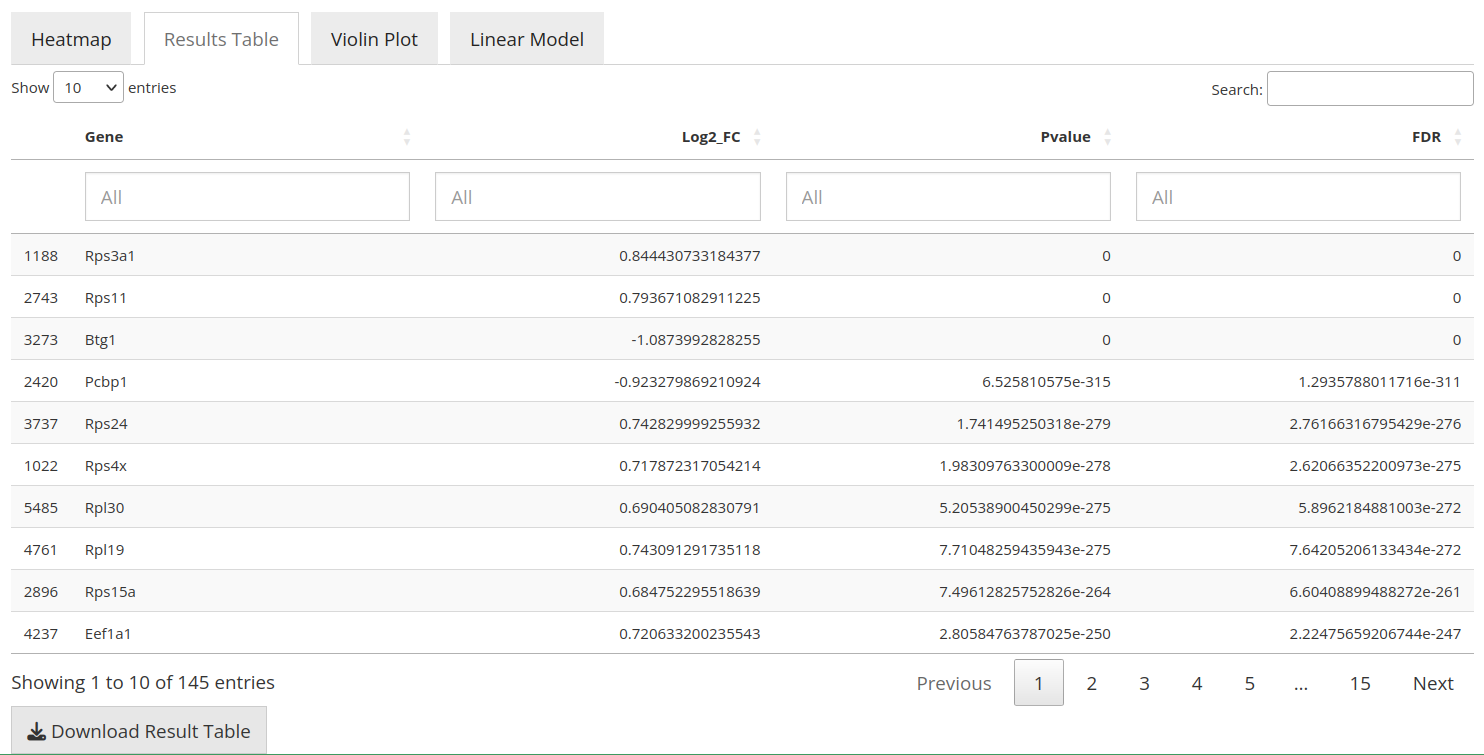 Heatmap Results Table Violin Plot Linear Model
Show 10 entries Search:
Gene Log2_FC Pvalue FDR
All All All All
1188 Rps3a1 0.844430733184377 0 0
2743 Rps11 0.793671082911225 0 0
3273 Btg1 -1.0873992828255 0 0
2420 Pcbp1 -0.923279869210924 6.525810575e-315 1.2935788011716e-311
3737 Rps24 0.742829999255932 1.741495250318e-279 2.76166316795429e-276
1022 Rps4x 0.717872317054214 1.98309763300009e-278 2.62066352200973e-275
5485 Rpl30 0.690405082830791 5.20538900450299e-275 5.8962184881003e-272
4761 Rpl19 0.743091291735118 7.71048259435943e-275 7.64205206133434e-272
2896 Rps15a 0.684752295518639 7.49612825752826e-264 6.60408899488272e-261
4237 Eef1a1 0.720633200235543 2.80584763787025e-250 2.22475659206744e-247
Showing 1 to 10 of 145 entries Previous 1 2 3 4 5 ... 15 Next
Download Result Table